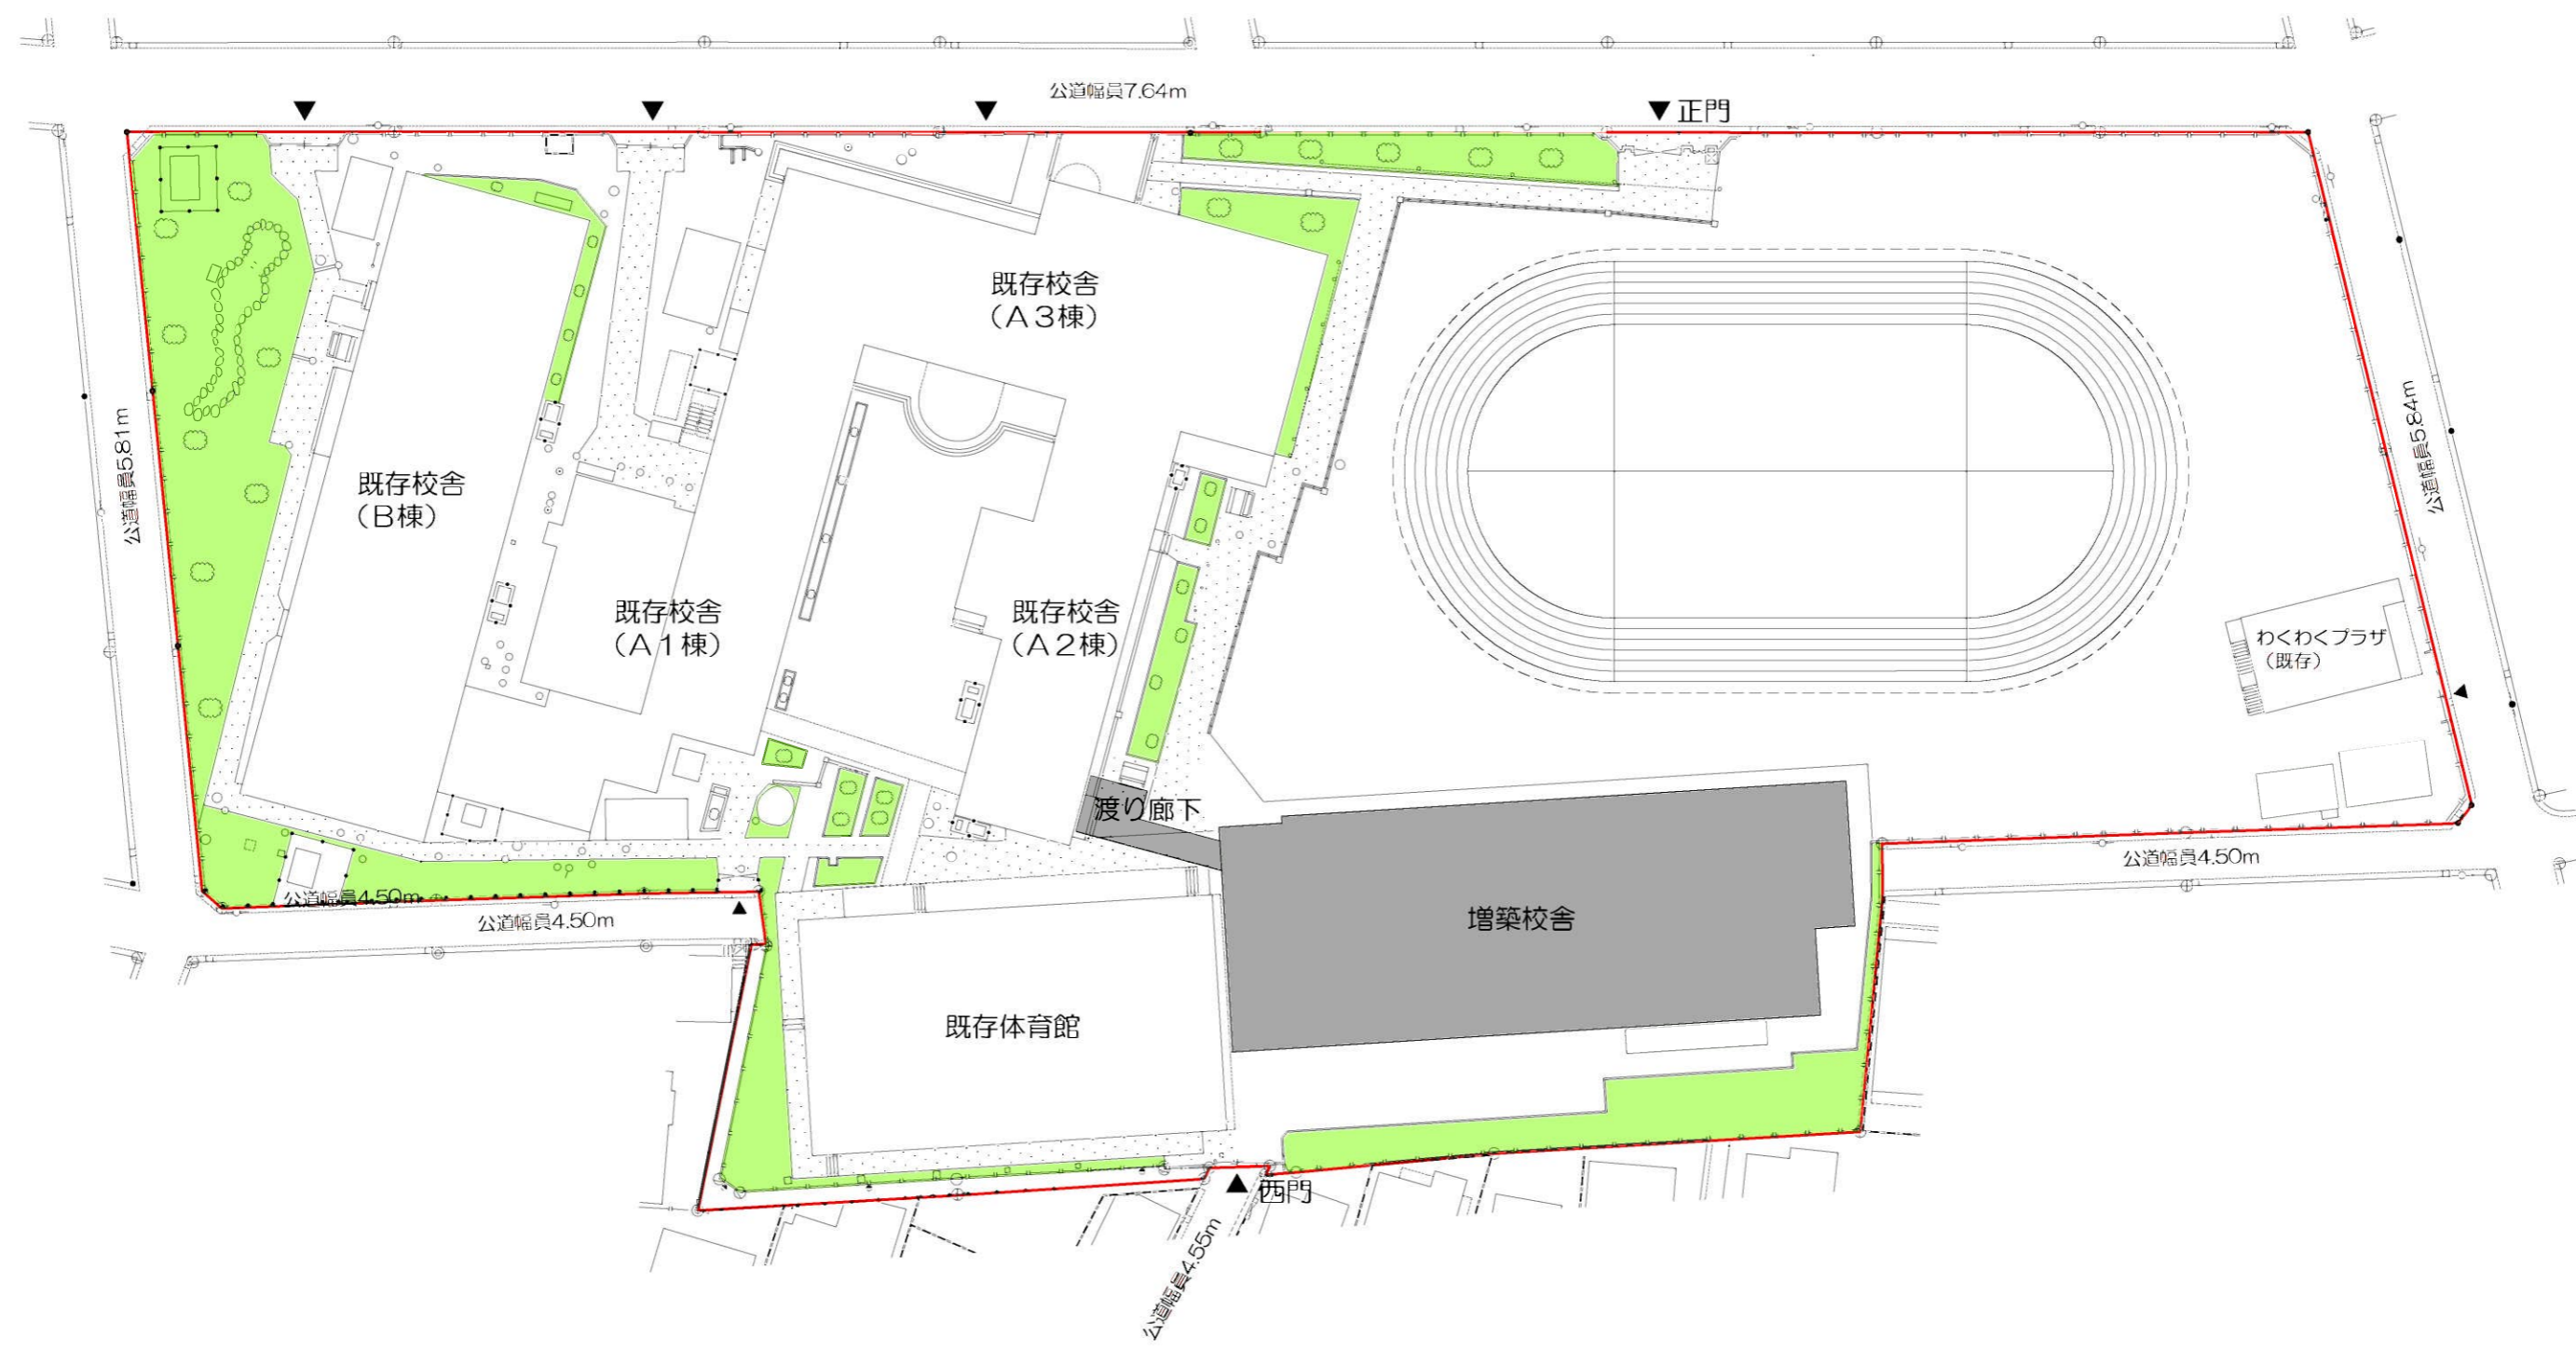 公道幅員7.64m
▼正門
既存校舎
（A3棟）
公道幅員5.81m
公道幅員5.84m
既存校舎
（B棟）
既存校舎
（A1棟）
既存校舎
（A2棟）
わくわくプラザ
（既存）
渡り廊下
公道幅員4.50m
公道幅員4.50m
公道幅員4.50m
増築校舎
既存体育館
▲西門
公道幅員4.55m